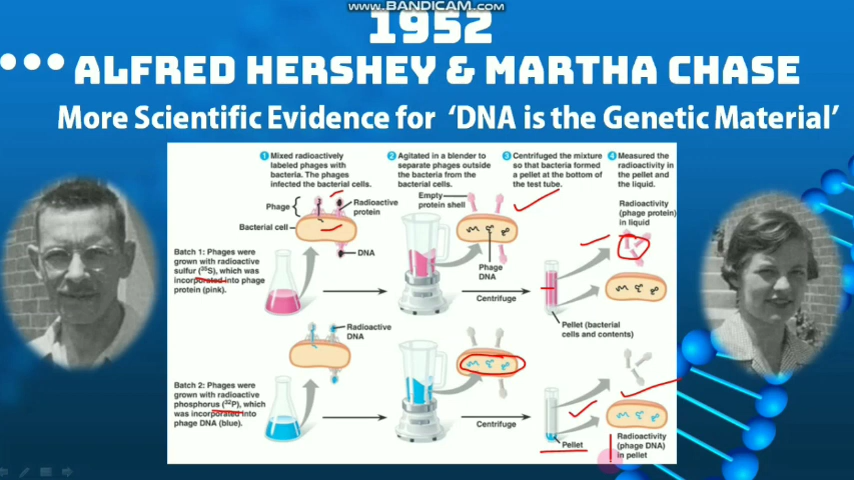 WWW.BANDICAM.COM
1952
ALFRED HERSHEY & MARTHA CHASE
More Scientific Evidence for 'DNA is the Genetic Material'
1 Mixed radioactively
labeled phages with
bacteria. The phages
infected the bacterial cells.
2 Agitated in a blender to
separate phages outside
the bacteria from the
bacterial cells.
3 Centrifuged the mixture
so that bacteria formed
a pellet at the bottom of
the test tube.
4 Measured the
radioactivity in
the pellet and
the liquid.
Phage
Radioactive
protein
Bacterial cell
DNA
Batch 1: Phages were
grown with radioactive
sulfur (³⁵S), which was
incorporated into phage
protein (pink).
Empty
protein shell
Phage
DNA
Centrifuge
Radioactivity
(phage protein)
in liquid
Pellet (bacterial
cells and contents)
Radioactive
DNA
Batch 2: Phages were
grown with radioactive
phosphorus (³²P), which
was incorporated into
phage DNA (blue).
Centrifuge
Pellet
Radioactivity
(phage DNA)
in pellet